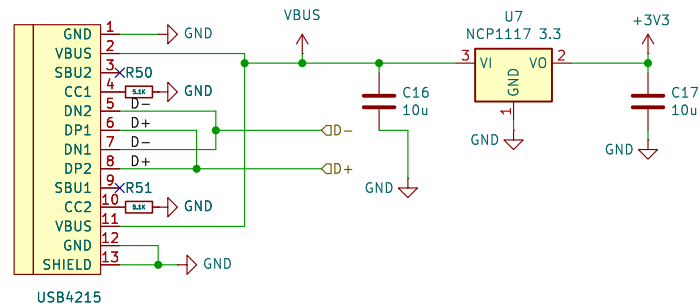 VBUS
U7
NCP1117 3.3
+3V3
GND 1 GND
VBUS 2
SBU2 3 R50
CC1 4 5.1K GND
D-
DN2 5
D+
DP1 6 D-
D-
DN1 7
D+
DP2 8 D+
SBU1 9 R51
CC2 10 5.1K GND
VBUS 11
GND 12
SHIELD 13 GND
USB4215
C16
10u
GND
3 VI VO 2
GND
1
GND
C17
10u
GND